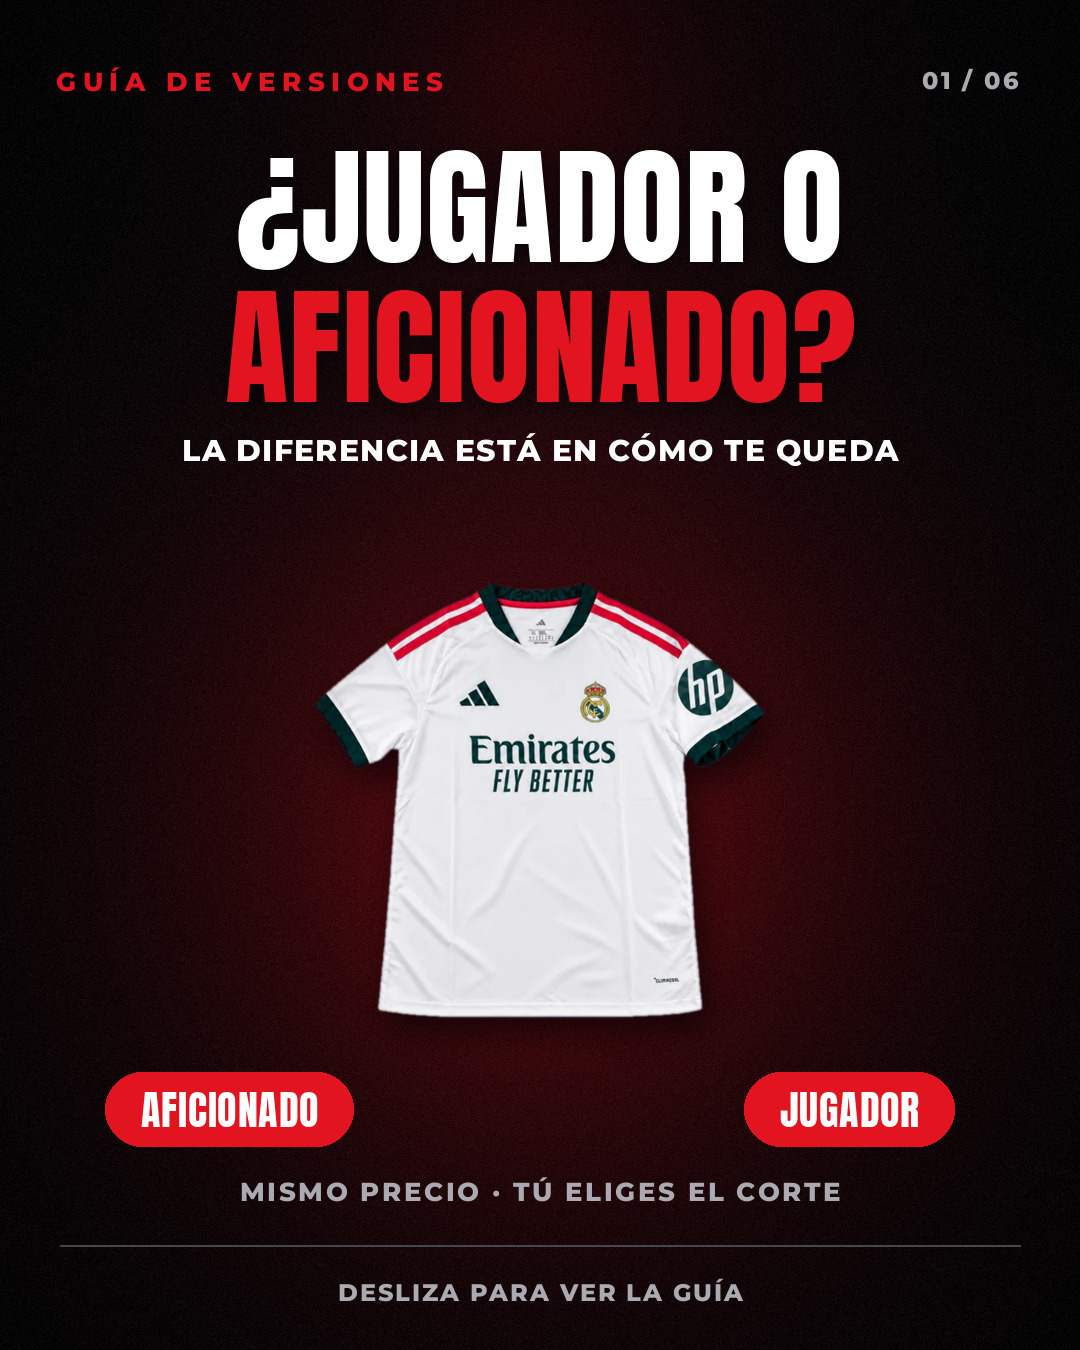 GUÍA DE VERSIONES
01 / 06
¿JUGADOR O
AFICIONADO?
LA DIFERENCIA ESTÁ EN CÓMO TE QUEDA
hp
Emirates
FLY BETTER
CLIMACOOL
AFICIONADO
JUGADOR
MISMO PRECIO · TÚ ELIGES EL CORTE
DESLIZA PARA VER LA GUÍA